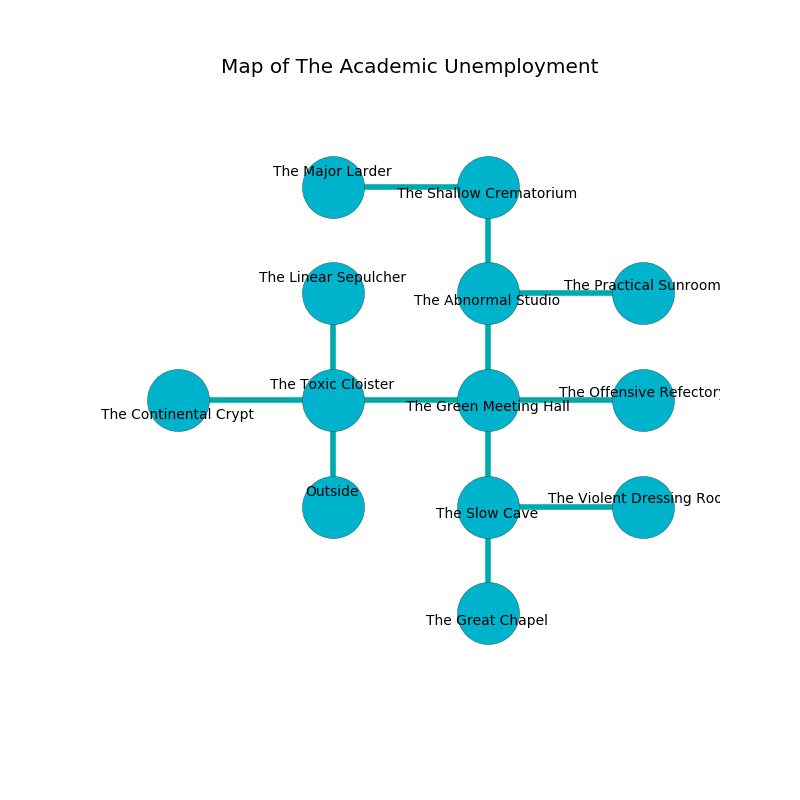 Map of The Academic Unemployment
The Major Larder
The Shallow Crematorium
The Linear Sepulcher
The Practical Sunroom
The Abnormal Studio
The Toxic Cloister
The Offensive Refectory
The Green Meeting Hall
The Continental Crypt
Outside
The Violent Dressing Roo
The Slow Cave
The Great Chapel